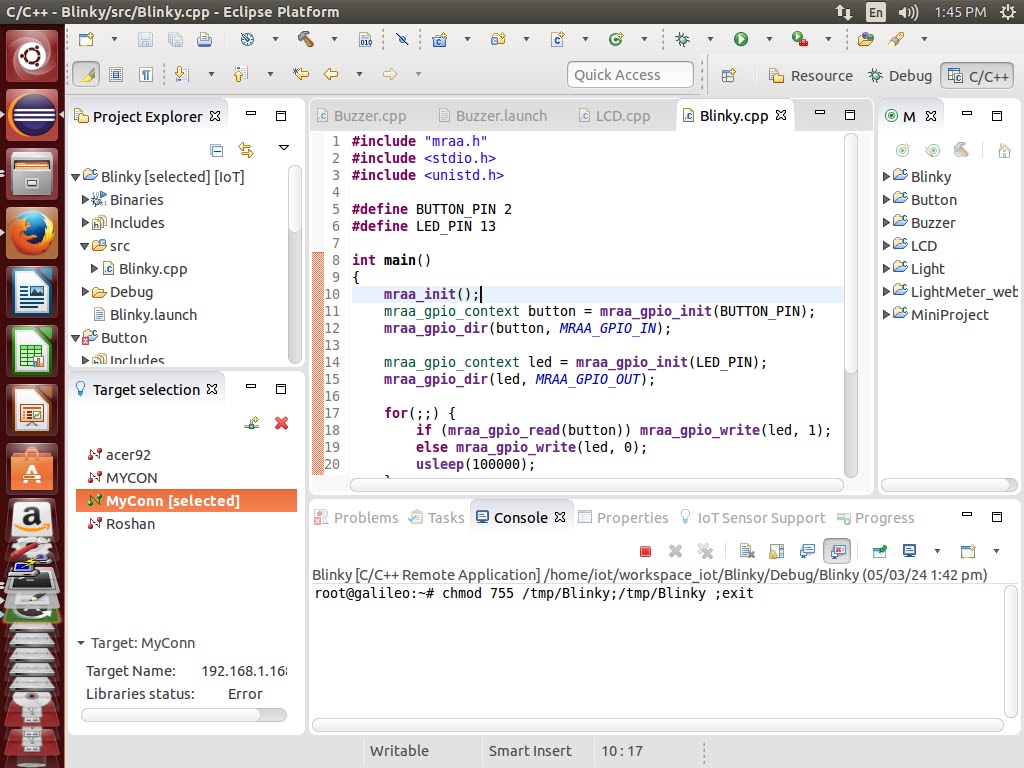 C/C++ - Blinky/src/Blinky.cpp - Eclipse Platform
En
1:45 PM
010
Quick Access
Resource
Debug
C/C++
Project Explorer
Blinky [selected] [IoT]
Binaries
Includes
src
Blinky.cpp
Debug
Blinky.launch
Button
Includes
Target selection
acer92
MYCON
MyConn [selected]
Roshan
Target: MyConn
Target Name: 192.168.1.16
Libraries status: Error
Buzzer.cpp
Buzzer.launch
LCD.cpp
Blinky.cpp
1 #include "mraa.h"
2 #include <stdio.h>
3 #include <unistd.h>
4
5 #define BUTTON_PIN 2
6 #define LED_PIN 13
7
8 int main()
9 {
10 mraa_init();
11 mraa_gpio_context button = mraa_gpio_init(BUTTON_PIN);
12 mraa_gpio_dir(button, MRAA_GPIO_IN);
13
14 mraa_gpio_context led = mraa_gpio_init(LED_PIN);
15 mraa_gpio_dir(led, MRAA_GPIO_OUT);
16
17 for(;;) {
18 if (mraa_gpio_read(button)) mraa_gpio_write(led, 1);
19 else mraa_gpio_write(led, 0);
20 usleep(100000);
M
Blinky
Button
Buzzer
LCD
Light
LightMeter_web
MiniProject
Problems
Tasks
Console
Properties
IoT Sensor Support
Progress
Blinky [C/C++ Remote Application] /home/iot/workspace_iot/Blinky/Debug/Blinky (05/03/24 1:42 pm)
root@galileo:~# chmod 755 /tmp/Blinky;/tmp/Blinky ;exit
Writable
Smart Insert
10 : 17